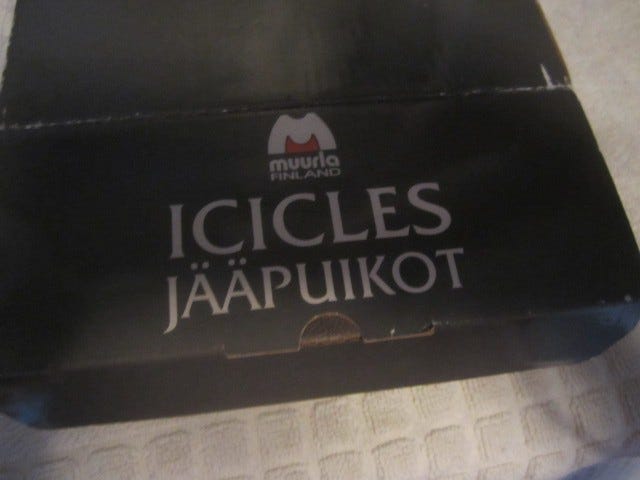 muurla
FINLAND
ICICLES
JÄÄPUIKOT